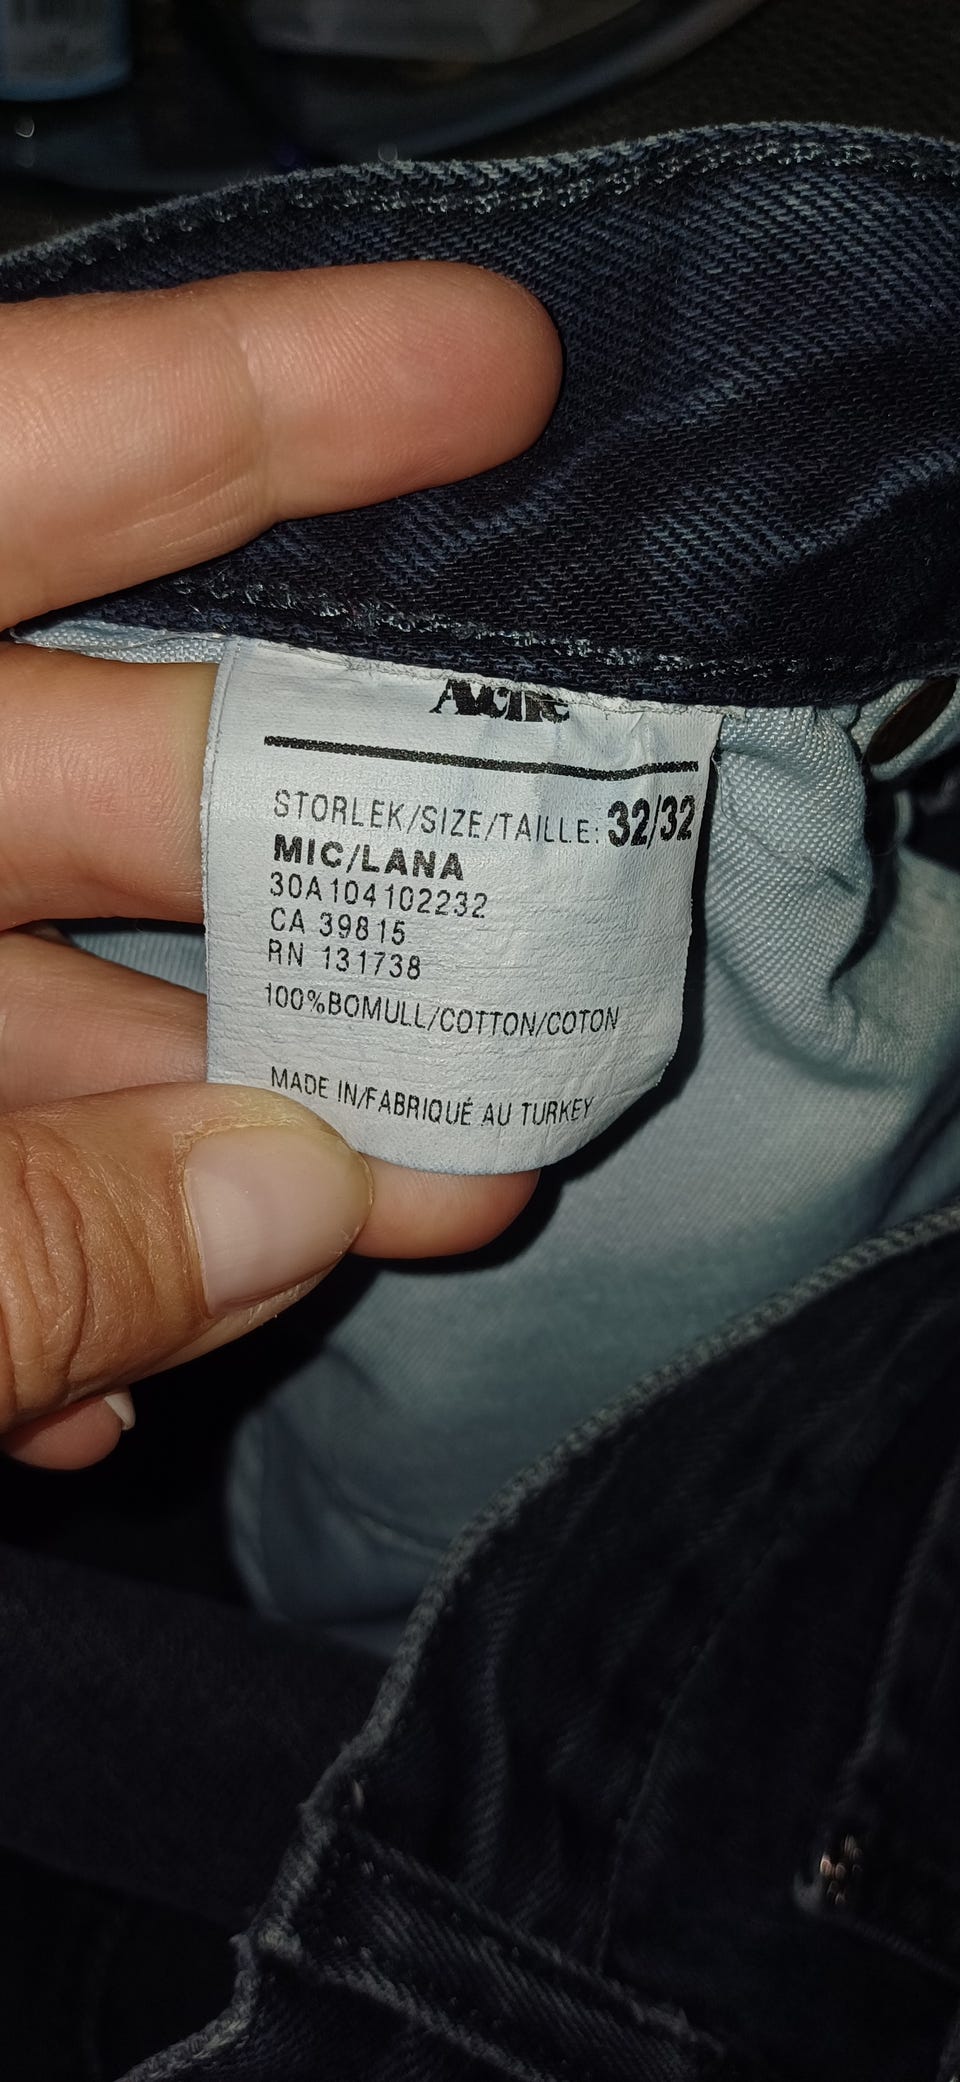 Acne
STORLEK/SIZE/TAILLE: 32/32
MIC/LANA
30A104102232
CA 39815
RN 131738
100%BOMULL/COTTON/COTON
MADE IN/FABRIQUÉ AU TURKEY